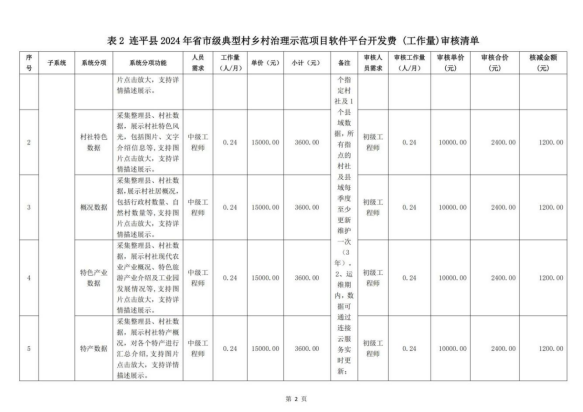 表 2 连平县 2024 年省市级典型村乡村治理示范项目软件平台开发费 (工作量)审核清单
序号 子系统 系统分项 系统分项功能 人员需求 工作量（人/月） 单价（元） 小计（元） 备注 审核人员需求 审核工作量（人/月） 审核单价（元） 审核合价（元） 核减金额（元）
片点击放大，支持详
细描述展示。
2 村社特色数据 中级工程师 0.24 15000.00 3600.00 初级工程师 0.24 10000.00 2400.00 1200.00
采集整理县、村社数
据，展示村社特色风
光，包括图片、文字
介绍信息等,支持图
片点击放大，支持详
细描述展示。
3 概况数据 中级工程师 0.24 15000.00 3600.00 初级工程师 0.24 10000.00 2400.00 1200.00
采集整理县、村社数
据,展示村社居概况,
包括行政村数量、自
然村数量等,支持图
片点击放大，支持详
细描述展示。
4 特色产业数据 中级工程师 0.24 15000.00 3600.00 初级工程师 0.24 10000.00 2400.00 1200.00
采集整理县、村社数
据，展示村社现代农
业产业概况、特色旅
游产业介绍及工业园
发展情况等,支持图
片点击放大，支持详
细描述展示。
5 特产数据 中级工程师 0.24 15000.00 3600.00 初级工程师 0.24 10000.00 2400.00 1200.00
采集整理县、村社数
据，展示村社特产概
况，对各个特产进行
汇总介绍,支持图片
点击放大，支持详细
描述展示。
个指
定村
社及 1
个县
域数
据，所
有指
点的
村社
及县
域每
季度
至少
更新
维护
一次
（3
年）。
2、运
维期
内，数
据可
通过
连接
云服
务实
时更
新；
第 2 页